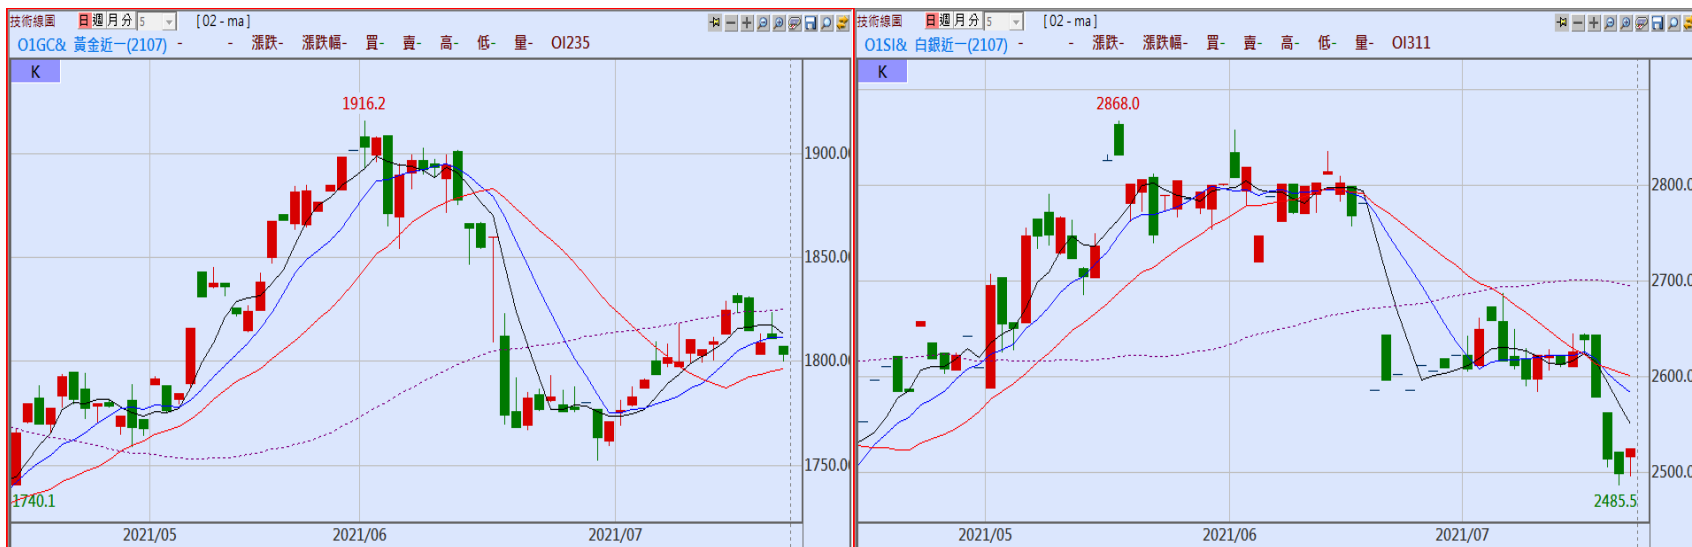 技術線圖 日 週 月 分 5 [02 - ma]
O1GC& 黃金近一(2107) - - 漲跌- 漲跌幅- 買- 賣- 高- 低- 量- OI235
K
1916.2
1900.0
1850.0
1800.0
1750.0
1740.1
2021/05 2021/06 2021/07
技術線圖 日 週 月 分 5 [02 - ma]
O1SI& 白銀近一(2107) - - 漲跌- 漲跌幅- 買- 賣- 高- 低- 量- OI311
K
2868.0
2800.0
2700.0
2600.0
2500.0
2485.5
2021/05 2021/06 2021/07